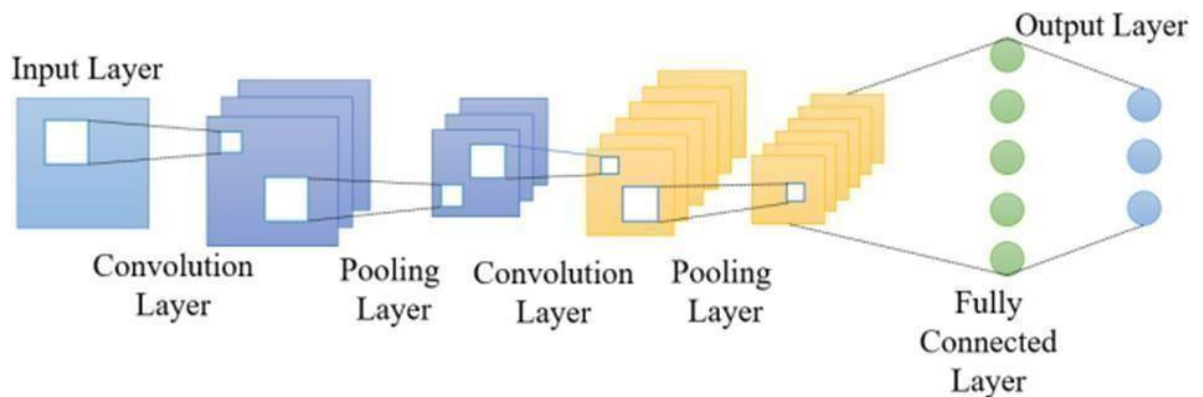 Input Layer
Convolution
Layer
Pooling
Layer
Convolution
Layer
Pooling
Layer
Fully
Connected
Layer
Output Layer